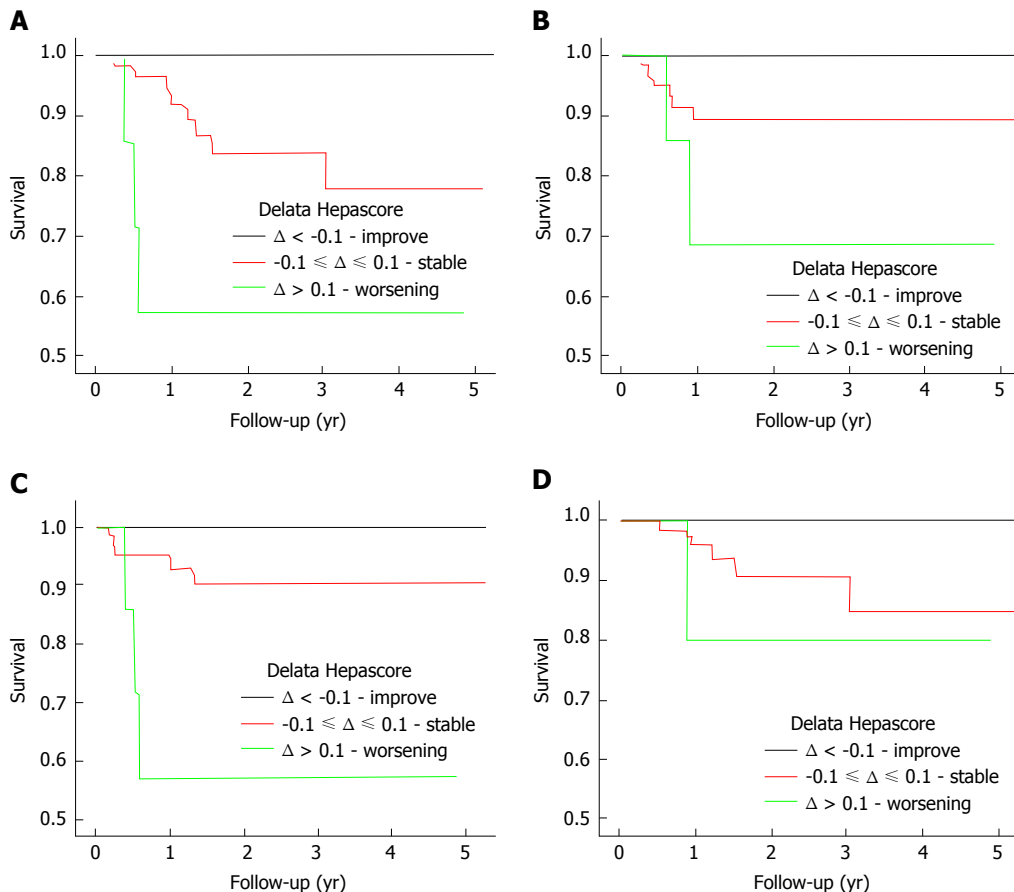 A
1.0
0.9
0.8
0.7
0.6
0.5
Survival
Delata Hepascore
Δ < -0.1 - improve
-0.1 ⩽ Δ ⩽ 0.1 - stable
Δ > 0.1 - worsening
0 1 2 3 4 5
Follow-up (yr)
B
1.0
0.9
0.8
0.7
0.6
0.5
Survival
Delata Hepascore
Δ < -0.1 - improve
-0.1 ⩽ Δ ⩽ 0.1 - stable
Δ > 0.1 - worsening
0 1 2 3 4 5
Follow-up (yr)
C
1.0
0.9
0.8
0.7
0.6
0.5
Survival
Delata Hepascore
Δ < -0.1 - improve
-0.1 ⩽ Δ ⩽ 0.1 - stable
Δ > 0.1 - worsening
0 1 2 3 4 5
Follow-up (yr)
D
1.0
0.9
0.8
0.7
0.6
0.5
Survival
Delata Hepascore
Δ < -0.1 - improve
-0.1 ⩽ Δ ⩽ 0.1 - stable
Δ > 0.1 - worsening
0 1 2 3 4 5
Follow-up (yr)